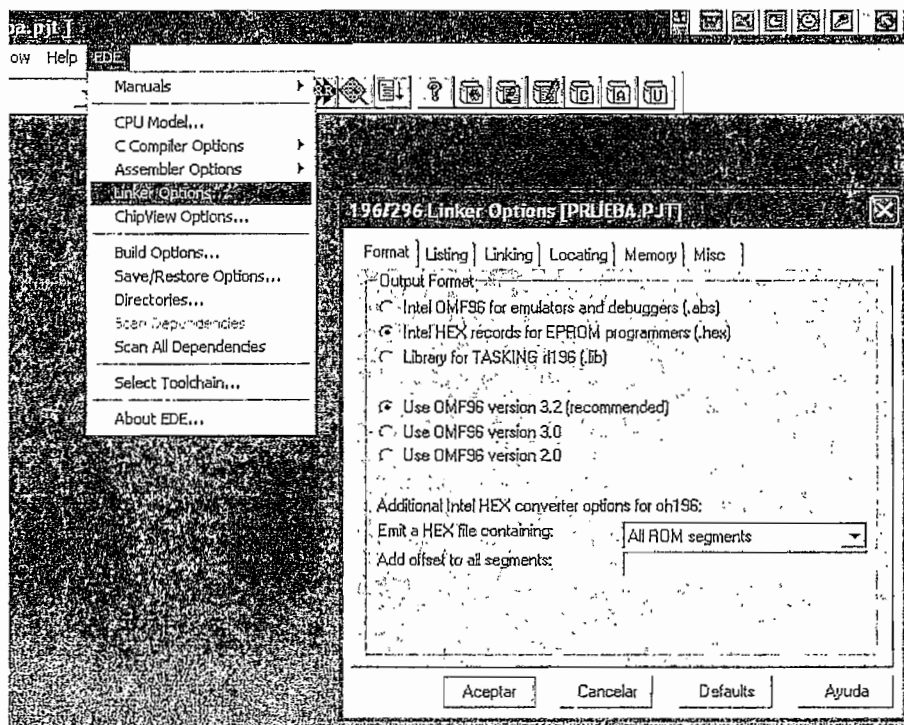 ba.pjt ]
ow Help EDE
Manuals
CPU Model...
C Compiler Options
Assembler Options
Linker Options...
ChipView Options...
Build Options...
Save/Restore Options...
Directories...
Scan Dependencies
Scan All Dependencies
Select Toolchain...
About EDE...
196/296 Linker Options [PRUEBA.PJT]
Format Listing Linking Locating Memory Misc
Output Format
Intel OMF96 for emulators and debuggers (.abs)
Intel HEX records for EPROM programmers (.hex)
Library for TASKING rl196 (.lib)
Use OMF96 version 3.2 (recommended)
Use OMF96 version 3.0
Use OMF96 version 2.0
Additional Intel HEX converter options for oh196:
Emit a HEX file containing: All ROM segments
Add offset to all segments:
Aceptar Cancelar Defaults Ayuda